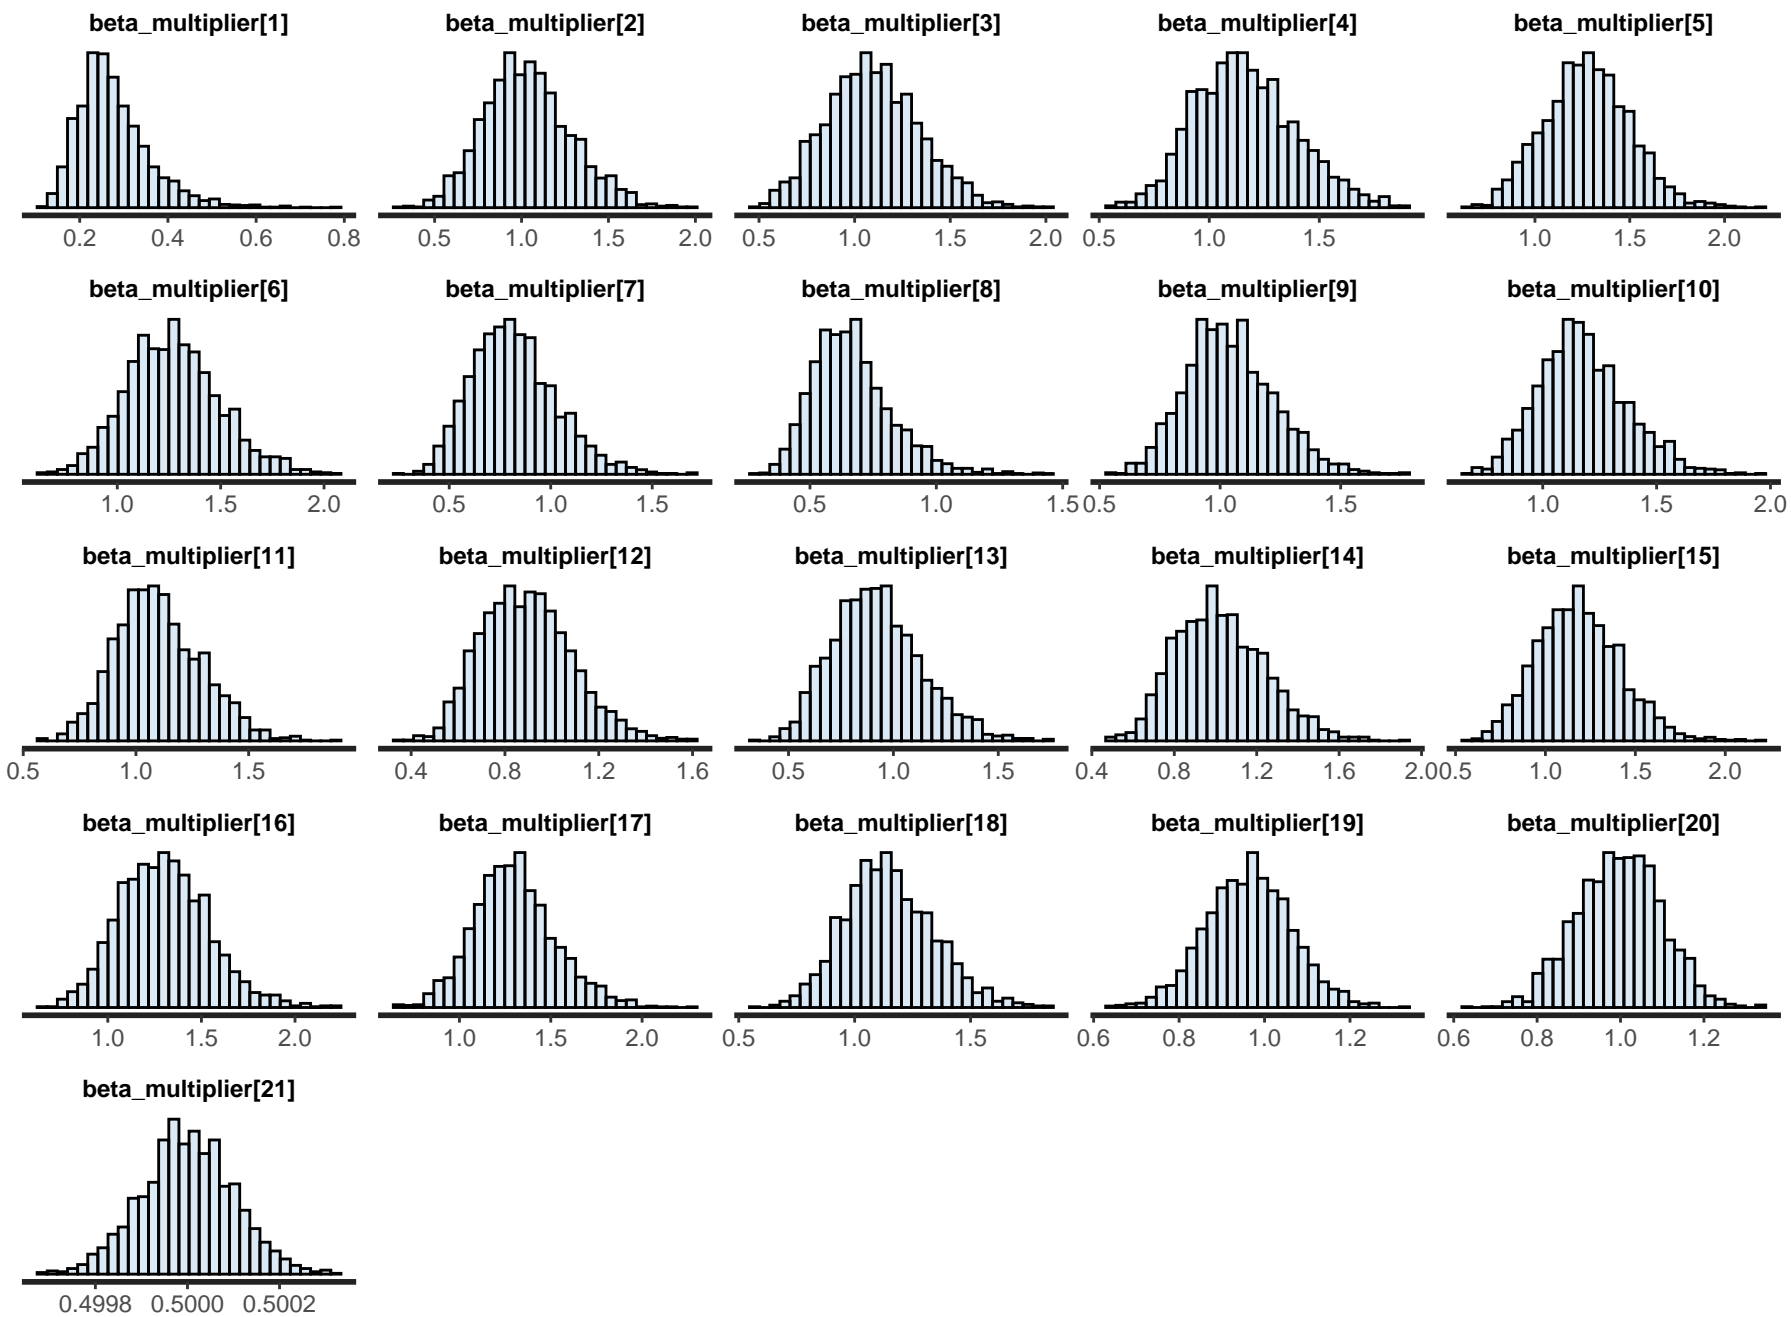 beta_multiplier[1] beta_multiplier[2] beta_multiplier[3] beta_multiplier[4] beta_multiplier[5]
0.2 0.4 0.6 0.8 0.5 1.0 1.5 2.0 0.5 1.0 1.5 2.0 0.5 1.0 1.5 1.0 1.5 2.0
beta_multiplier[6] beta_multiplier[7] beta_multiplier[8] beta_multiplier[9] beta_multiplier[10]
1.0 1.5 2.0 0.5 1.0 1.5 0.5 1.0 1.5 0.5 1.0 1.5 1.0 1.5 2.0
beta_multiplier[11] beta_multiplier[12] beta_multiplier[13] beta_multiplier[14] beta_multiplier[15]
0.5 1.0 1.5 0.4 0.8 1.2 1.6 0.5 1.0 1.5 0.4 0.8 1.2 1.6 2.0 0.5 1.0 1.5 2.0
beta_multiplier[16] beta_multiplier[17] beta_multiplier[18] beta_multiplier[19] beta_multiplier[20]
1.0 1.5 2.0 1.0 1.5 2.0 0.5 1.0 1.5 0.6 0.8 1.0 1.2 0.6 0.8 1.0 1.2
beta_multiplier[21]
0.4998 0.5000 0.5002